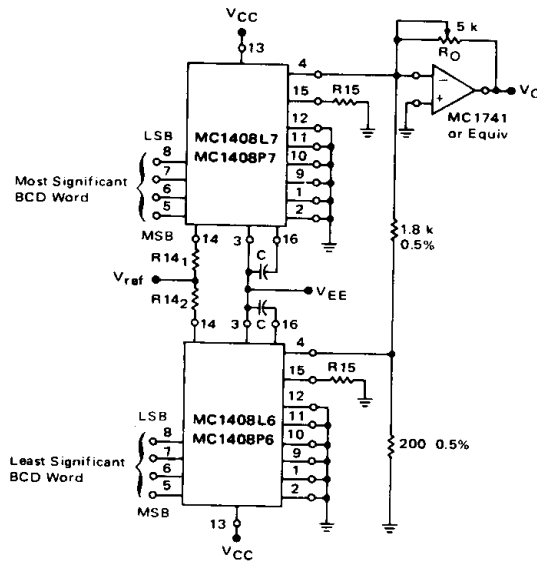 VCC
13
4
5 k
RO
15
R15
VO
MC1741
or Equiv
12
LSB
MC1408L7
MC1408P7
11
10
9
1
2
8
7
6
5
Most Significant
BCD Word
MSB
14
3
16
R14₁
C
1.8 k
0.5%
Vref
VEE
R14₂
C
14
3
16
4
15
R15
12
LSB
MC1408L6
MC1408P6
11
10
9
1
2
8
7
6
5
Least Significant
BCD Word
MSB
200 0.5%
13
VCC